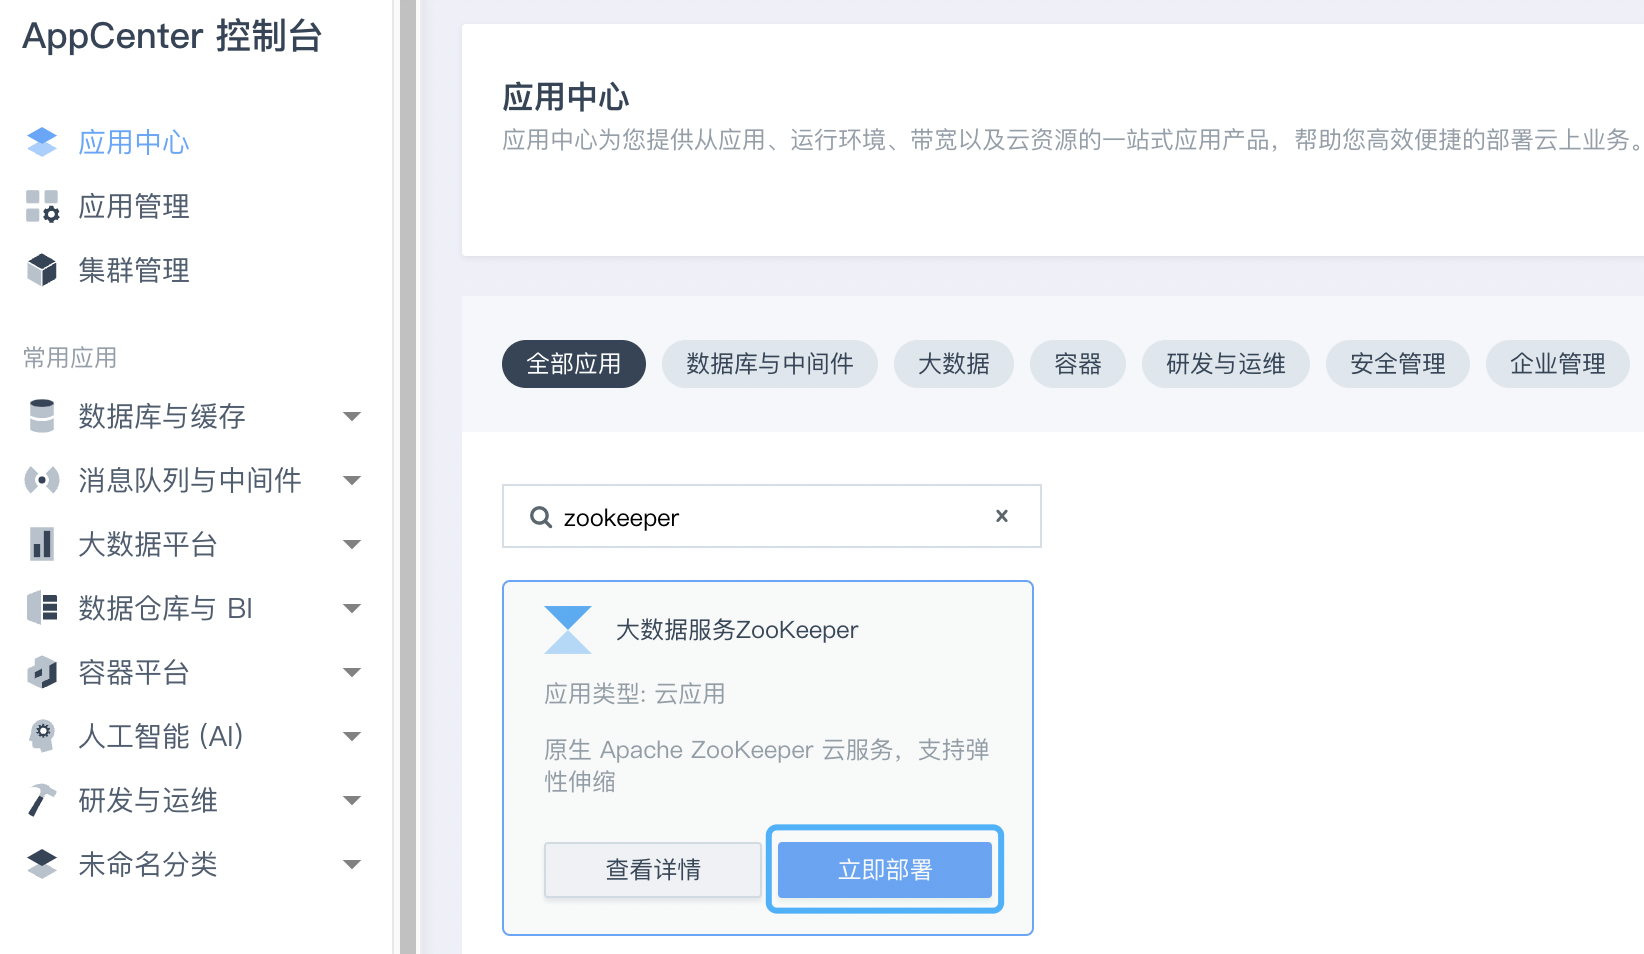 AppCenter 控制台
应用中心
应用管理
集群管理
常用应用
数据库与缓存
消息队列与中间件
大数据平台
数据仓库与 BI
容器平台
人工智能 (AI)
研发与运维
未命名分类
应用中心
应用中心为您提供从应用、运行环境、带宽以及云资源的一站式应用产品，帮助您高效便捷的部署云上业务。
全部应用 数据库与中间件 大数据 容器 研发与运维 安全管理 企业管理
zookeeper ×
大数据服务ZooKeeper
应用类型: 云应用
原生 Apache ZooKeeper 云服务，支持弹
性伸缩
查看详情 立即部署